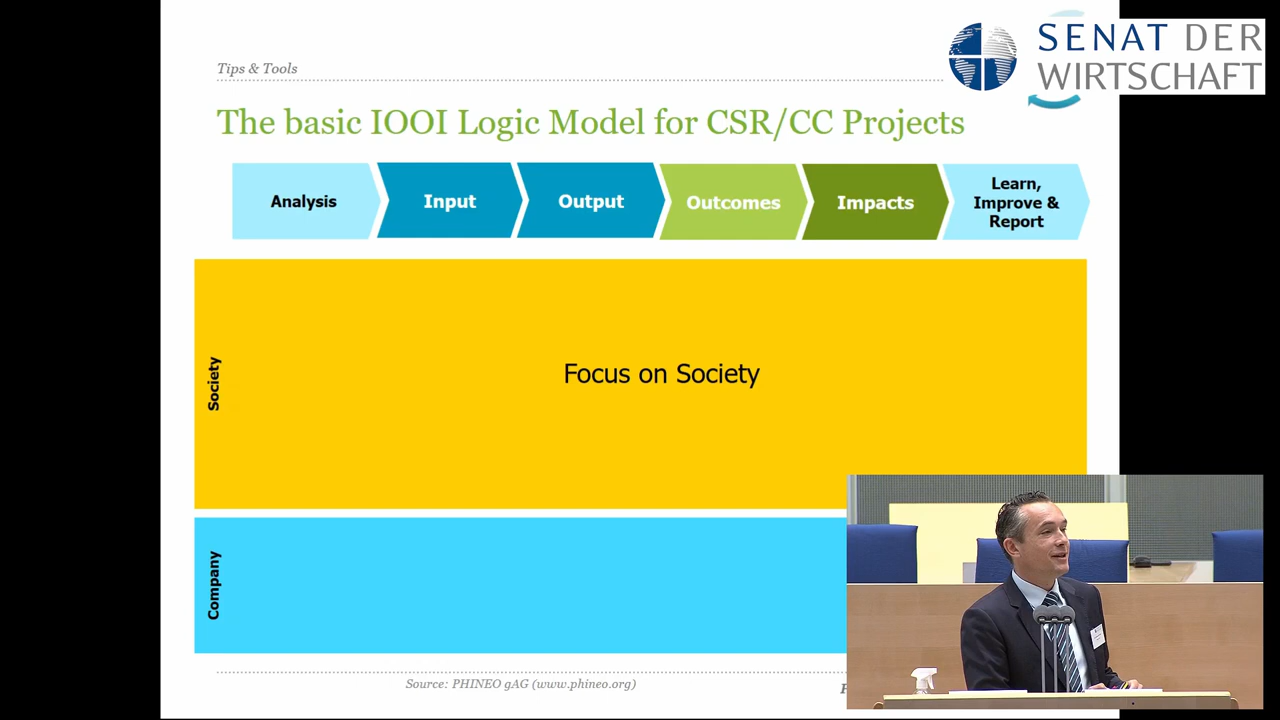 SENAT DER
WIRTSCHAFT
Tips & Tools
The basic IOOI Logic Model for CSR/CC Projects
Analysis
Input
Output
Outcomes
Impacts
Learn,
Improve &
Report
Society
Focus on Society
Company
Source: PHINEO gAG (www.phineo.org)